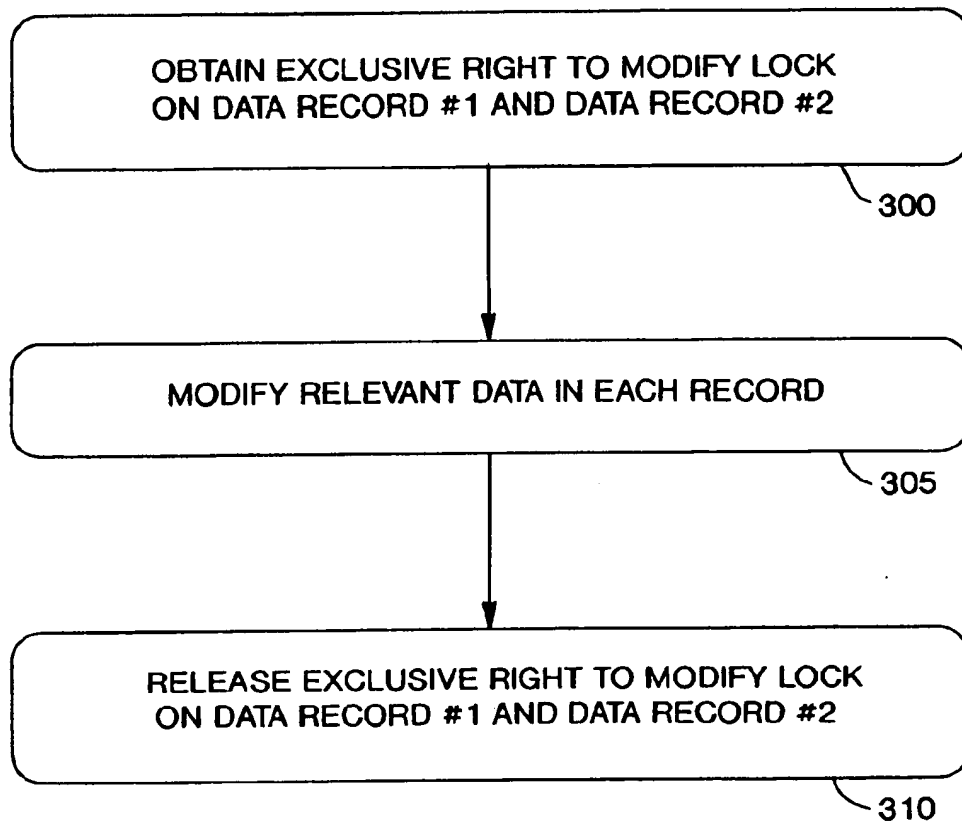 OBTAIN EXCLUSIVE RIGHT TO MODIFY LOCK
ON DATA RECORD #1 AND DATA RECORD #2
300
MODIFY RELEVANT DATA IN EACH RECORD
305
RELEASE EXCLUSIVE RIGHT TO MODIFY LOCK
ON DATA RECORD #1 AND DATA RECORD #2
310